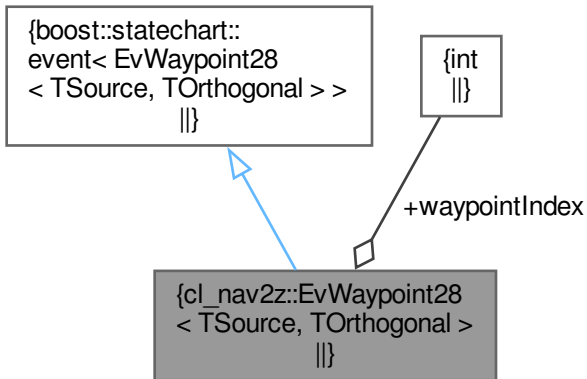 {boost::statechart::
event< EvWaypoint28
< TSource, TOrthogonal > >
||}
{int
||}
+waypointIndex
{cl_nav2z::EvWaypoint28
< TSource, TOrthogonal >
||}